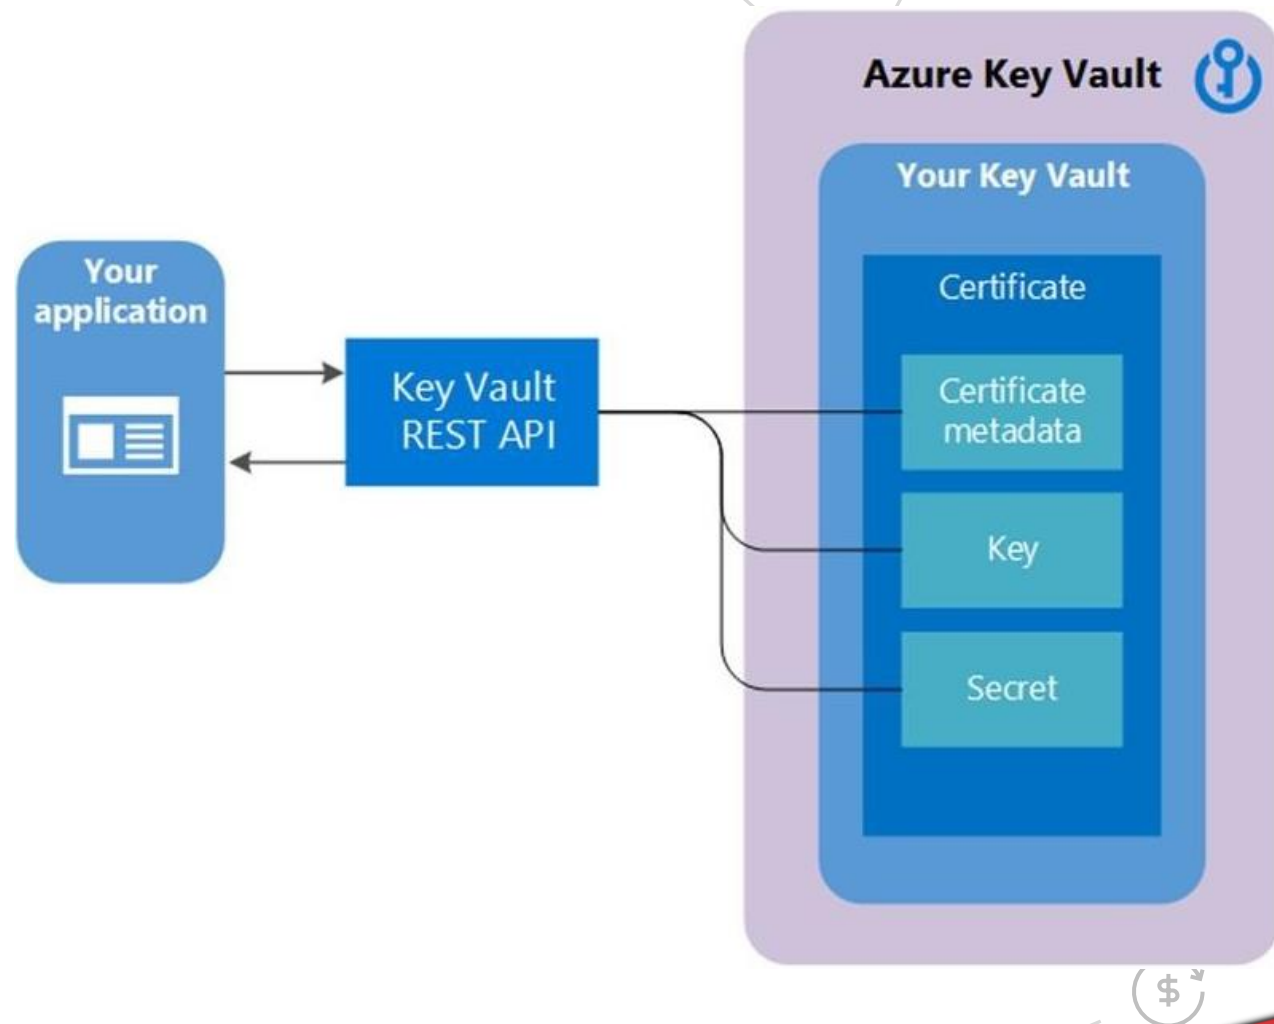 Azure Key Vault
Your Key Vault
Your
application
Certificate
Key Vault
REST API
Certificate
metadata
Key
Secret
$